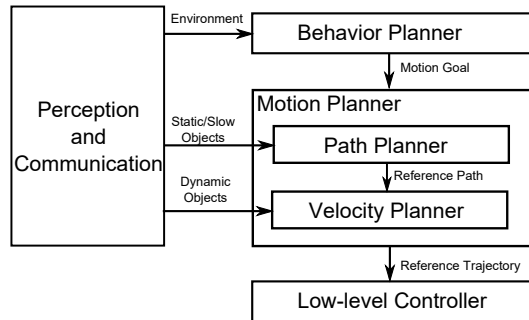 Environment
Behavior Planner
Motion Goal
Perception
and
Communication
Motion Planner
Static/Slow
Objects
Path Planner
Reference Path
Dynamic
Objects
Velocity Planner
Reference Trajectory
Low-level Controller